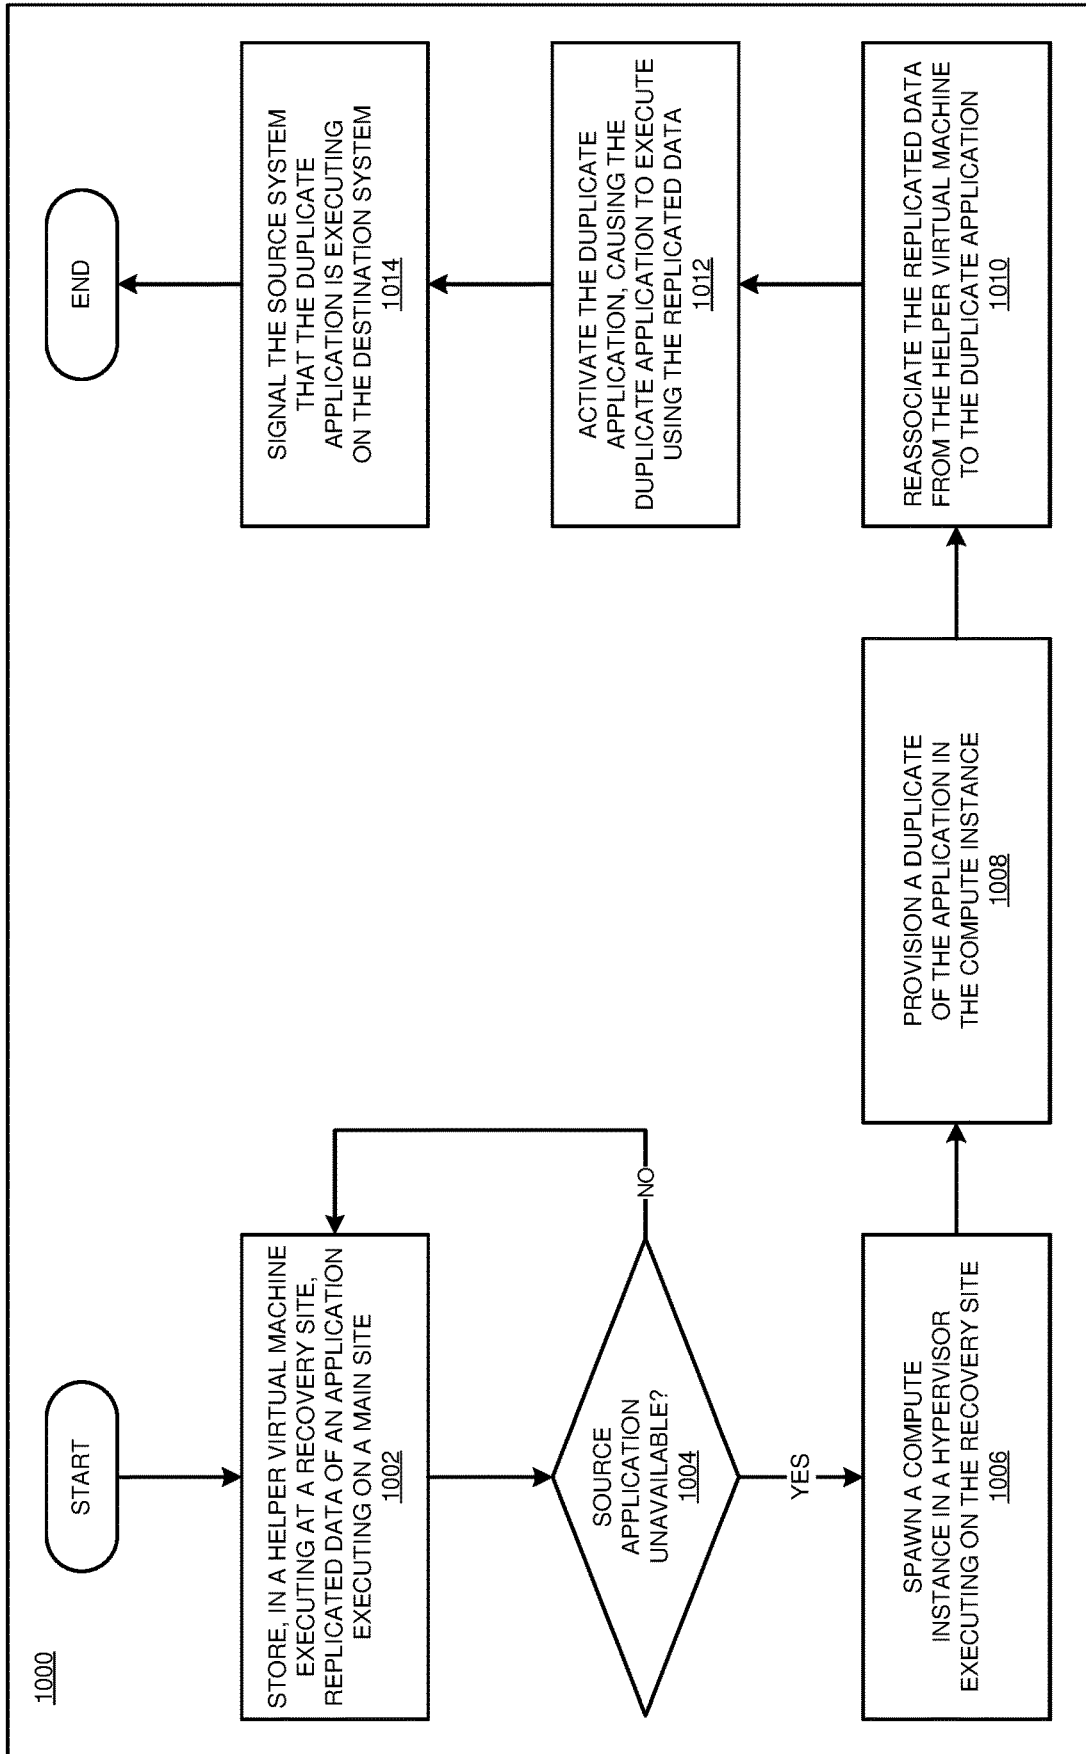 1000
START
STORE, IN A HELPER VIRTUAL MACHINE
EXECUTING AT A RECOVERY SITE,
REPLICATED DATA OF AN APPLICATION
EXECUTING ON A MAIN SITE
1002
SOURCE
APPLICATION
UNAVAILABLE?
1004
NO
YES
SPAWN A COMPUTE
INSTANCE IN A HYPERVISOR
EXECUTING ON THE RECOVERY SITE
1006
PROVISION A DUPLICATE
OF THE APPLICATION IN
THE COMPUTE INSTANCE
1008
REASSOCIATE THE REPLICATED DATA
FROM THE HELPER VIRTUAL MACHINE
TO THE DUPLICATE APPLICATION
1010
ACTIVATE THE DUPLICATE
APPLICATION, CAUSING THE
DUPLICATE APPLICATION TO EXECUTE
USING THE REPLICATED DATA
1012
SIGNAL THE SOURCE SYSTEM
THAT THE DUPLICATE
APPLICATION IS EXECUTING
ON THE DESTINATION SYSTEM
1014
END